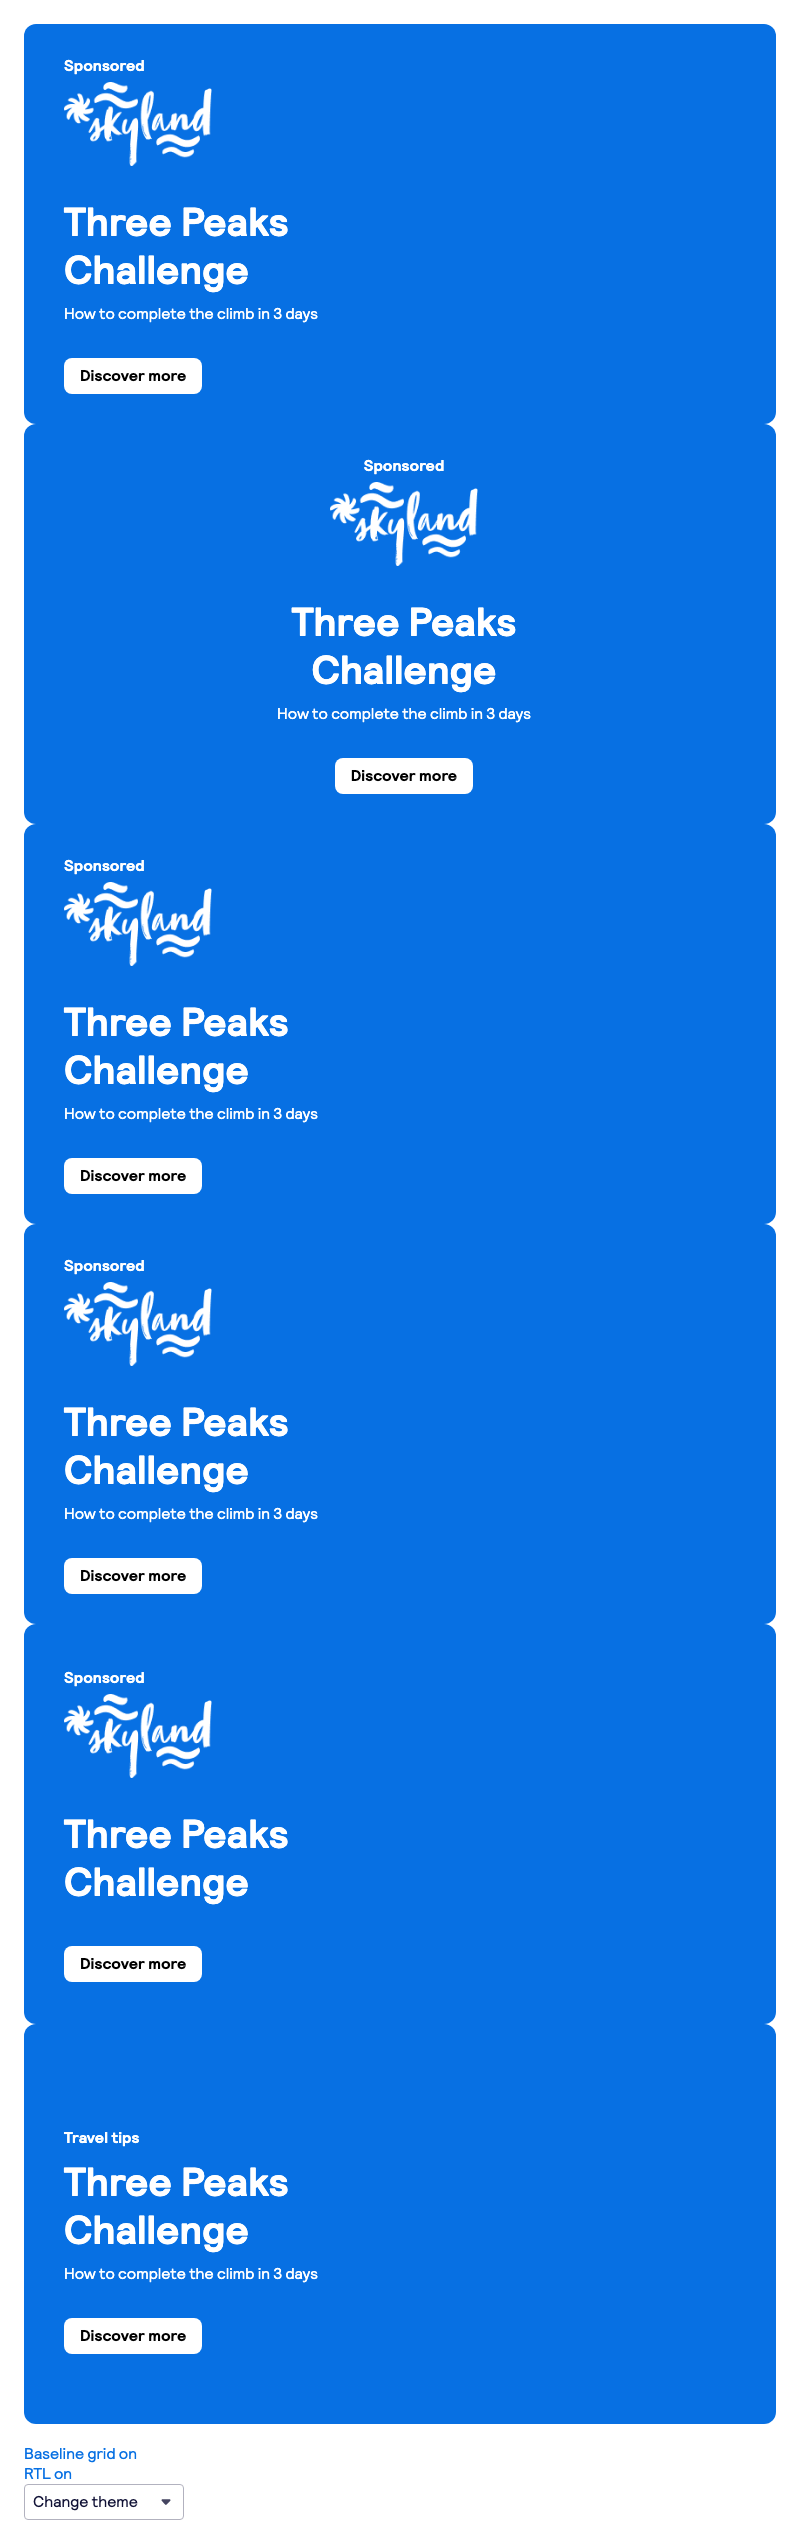 Sponsored
skyland
Three Peaks
Challenge
How to complete the climb in 3 days
Discover more
Sponsored
skyland
Three Peaks
Challenge
How to complete the climb in 3 days
Discover more
Sponsored
skyland
Three Peaks
Challenge
How to complete the climb in 3 days
Discover more
Sponsored
skyland
Three Peaks
Challenge
How to complete the climb in 3 days
Discover more
Sponsored
skyland
Three Peaks
Challenge
Discover more
Travel tips
Three Peaks
Challenge
How to complete the climb in 3 days
Discover more
Baseline grid on
RTL on
Change theme